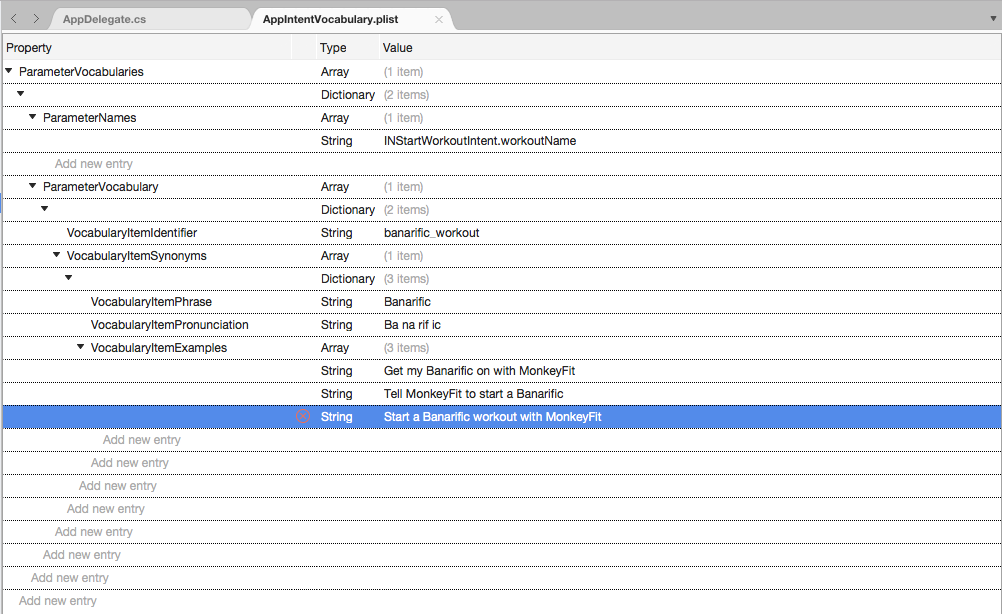 AppDelegate.cs AppIntentVocabulary.plist
Property Type Value
ParameterVocabularies Array (1 item)
Dictionary (2 items)
ParameterNames Array (1 item)
String INStartWorkoutIntent.workoutName
Add new entry
ParameterVocabulary Array (1 item)
Dictionary (2 items)
VocabularyItemIdentifier String banarific_workout
VocabularyItemSynonyms Array (1 item)
Dictionary (3 items)
VocabularyItemPhrase String Banarific
VocabularyItemPronunciation String Ba na rif ic
VocabularyItemExamples Array (3 items)
String Get my Banarific on with MonkeyFit
String Tell MonkeyFit to start a Banarific
String Start a Banarific workout with MonkeyFit
Add new entry
Add new entry
Add new entry
Add new entry
Add new entry
Add new entry
Add new entry
Add new entry